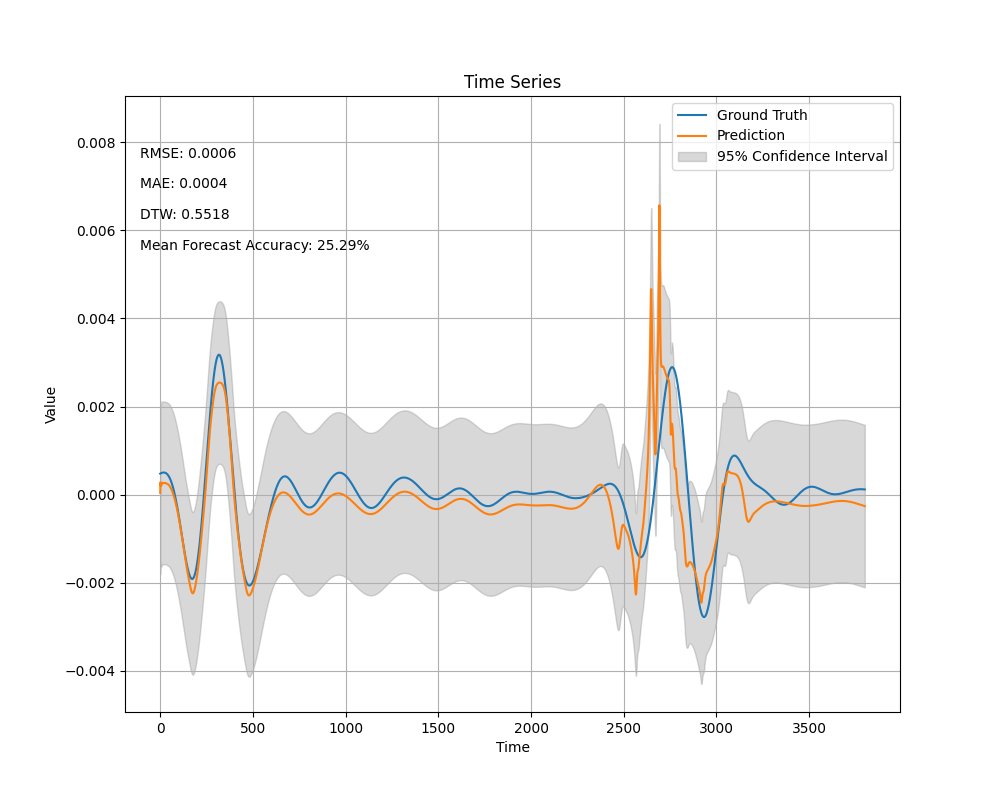 Time Series
Ground Truth
Prediction
95% Confidence Interval
RMSE: 0.0006
MAE: 0.0004
DTW: 0.5518
Mean Forecast Accuracy: 25.29%
0.008
0.006
0.004
0.002
0.000
−0.002
−0.004
Value
0 500 1000 1500 2000 2500 3000 3500
Time